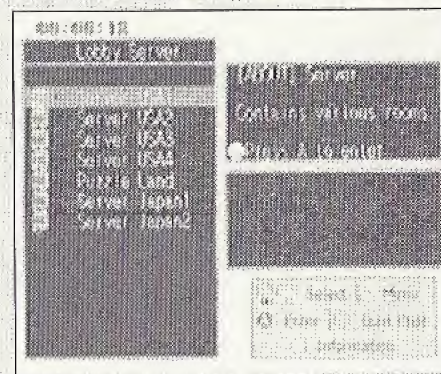 Lobby Server
Server USA2
Server USA3
Server USA4
Puzzle Land
Server Japan1
Server Japan2
[ABOUT] Server
Contains various rooms
Press A to enter
Select
Menu
Enter
Information